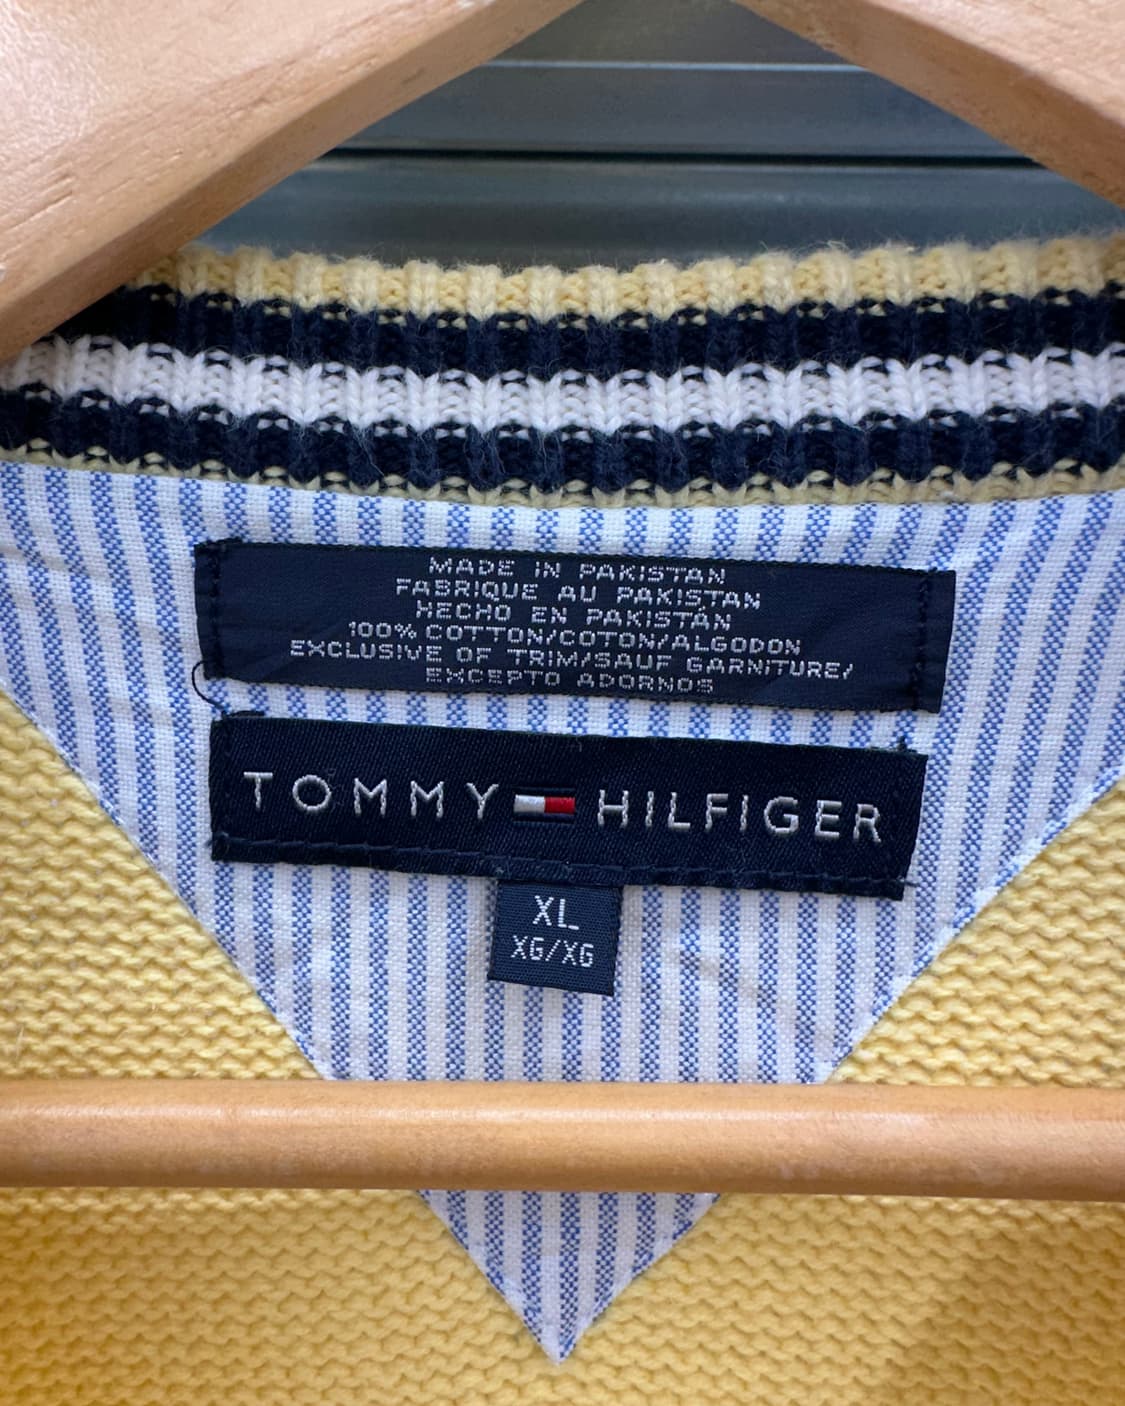 MADE IN PAKISTAN
FABRIQUE AU PAKISTAN
HECHO EN PAKISTAN
100% COTTON/COTON/ALGODON
EXCLUSIVE OF TRIM/SAUF GARNITURE/
EXCEPTO ADORNOS
TOMMY HILFIGER
XL
XG/XG